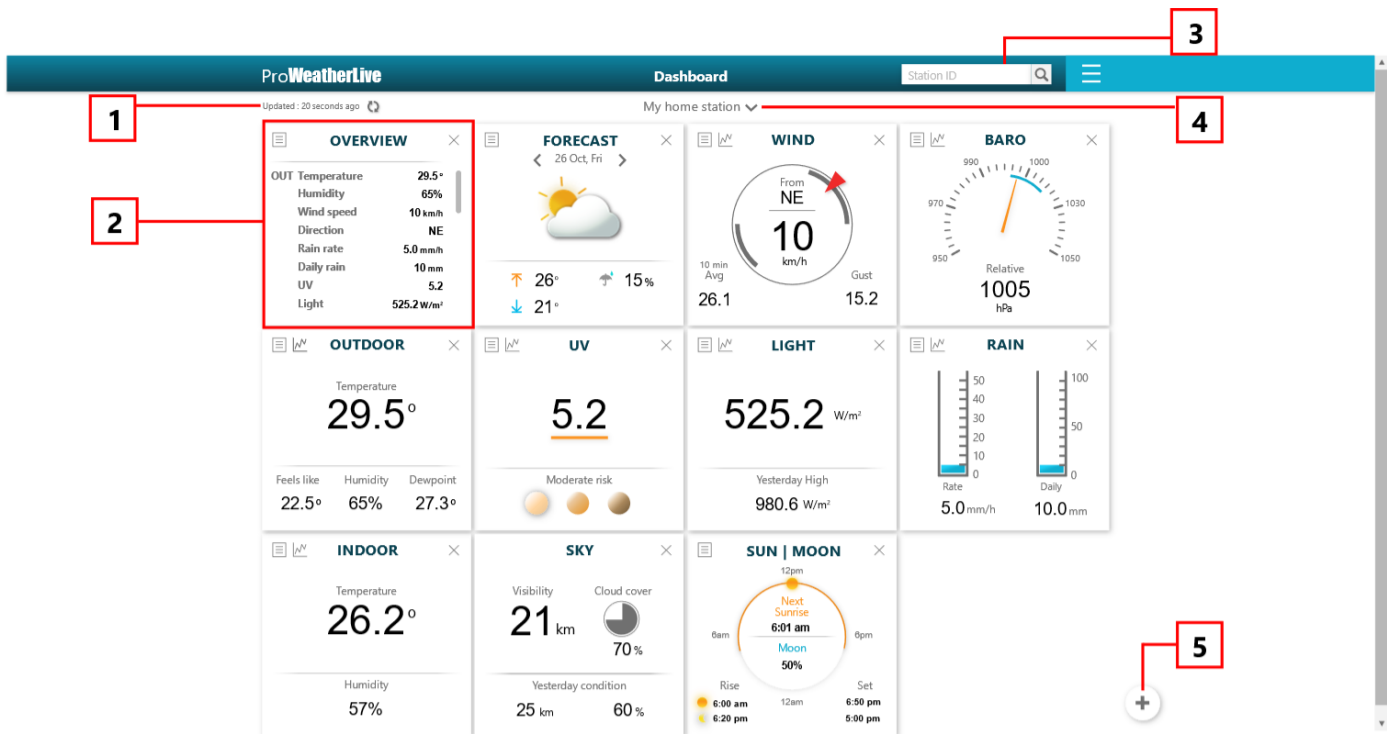 3
ProWeatherLive
Dashboard
Station ID
1
Updated : 20 seconds ago
My home station
4
OVERVIEW
OUT Temperature 29.5°
Humidity 65%
Wind speed 10 km/h
Direction NE
Rain rate 5.0 mm/h
Daily rain 10 mm
UV 5.2
Light 525.2 W/m²
2
FORECAST
26 Oct, Fri
26°
15%
21°
WIND
From
NE
10
km/h
10 min
Avg
26.1
Gust
15.2
BARO
990 1000
970 1030
950 1050
Relative
1005
hPa
OUTDOOR
Temperature
29.5°
Feels like Humidity Dewpoint
22.5° 65% 27.3°
UV
5.2
Moderate risk
LIGHT
525.2 W/m²
Yesterday High
980.6 W/m²
RAIN
50
40
30
20
10
0
Rate
5.0 mm/h
100
50
0
Daily
10.0 mm
INDOOR
Temperature
26.2°
Humidity
57%
SKY
Visibility Cloud cover
21 km
70 %
Yesterday condition
25 km 60 %
SUN | MOON
12pm
Next
Sunrise
6:01 am
6am 6pm
Moon
50%
Rise Set
12am
6:00 am 6:50 pm
6:20 pm 5:00 pm
5
+